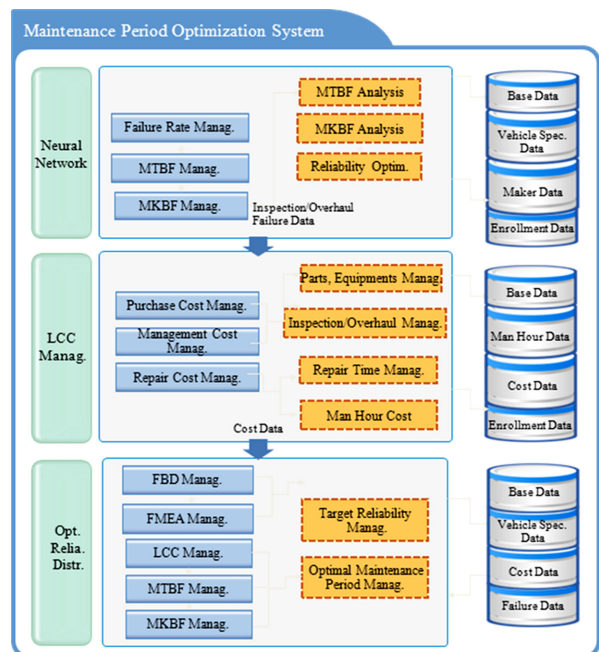 Maintenance Period Optimization System
Neural
Network
Failure Rate Manag.
MTBF Manag.
MKBF Manag.
MTBF Analysis
MKBF Analysis
Reliability Optim.
Inspection/Overhaul
Failure Data
Base Data
Vehicle Spec.
Data
Maker Data
Enrollment Data
LCC
Manag.
Purchase Cost Manag.
Management Cost
Manag.
Repair Cost Manag.
Parts, Equipments Manag.
Inspection/Overhaul Manag.
Repair Time Manag.
Man Hour Cost
Cost Data
Base Data
Man Hour Data
Cost Data
Enrollment Data
Opt.
Relia.
Distr.
FBD Manag.
FMEA Manag.
LCC Manag.
MTBF Manag.
MKBF Manag.
Target Reliability
Manag.
Optimal Maintenance
Period Manag.
Base Data
Vehicle Spec.
Data
Cost Data
Failure Data